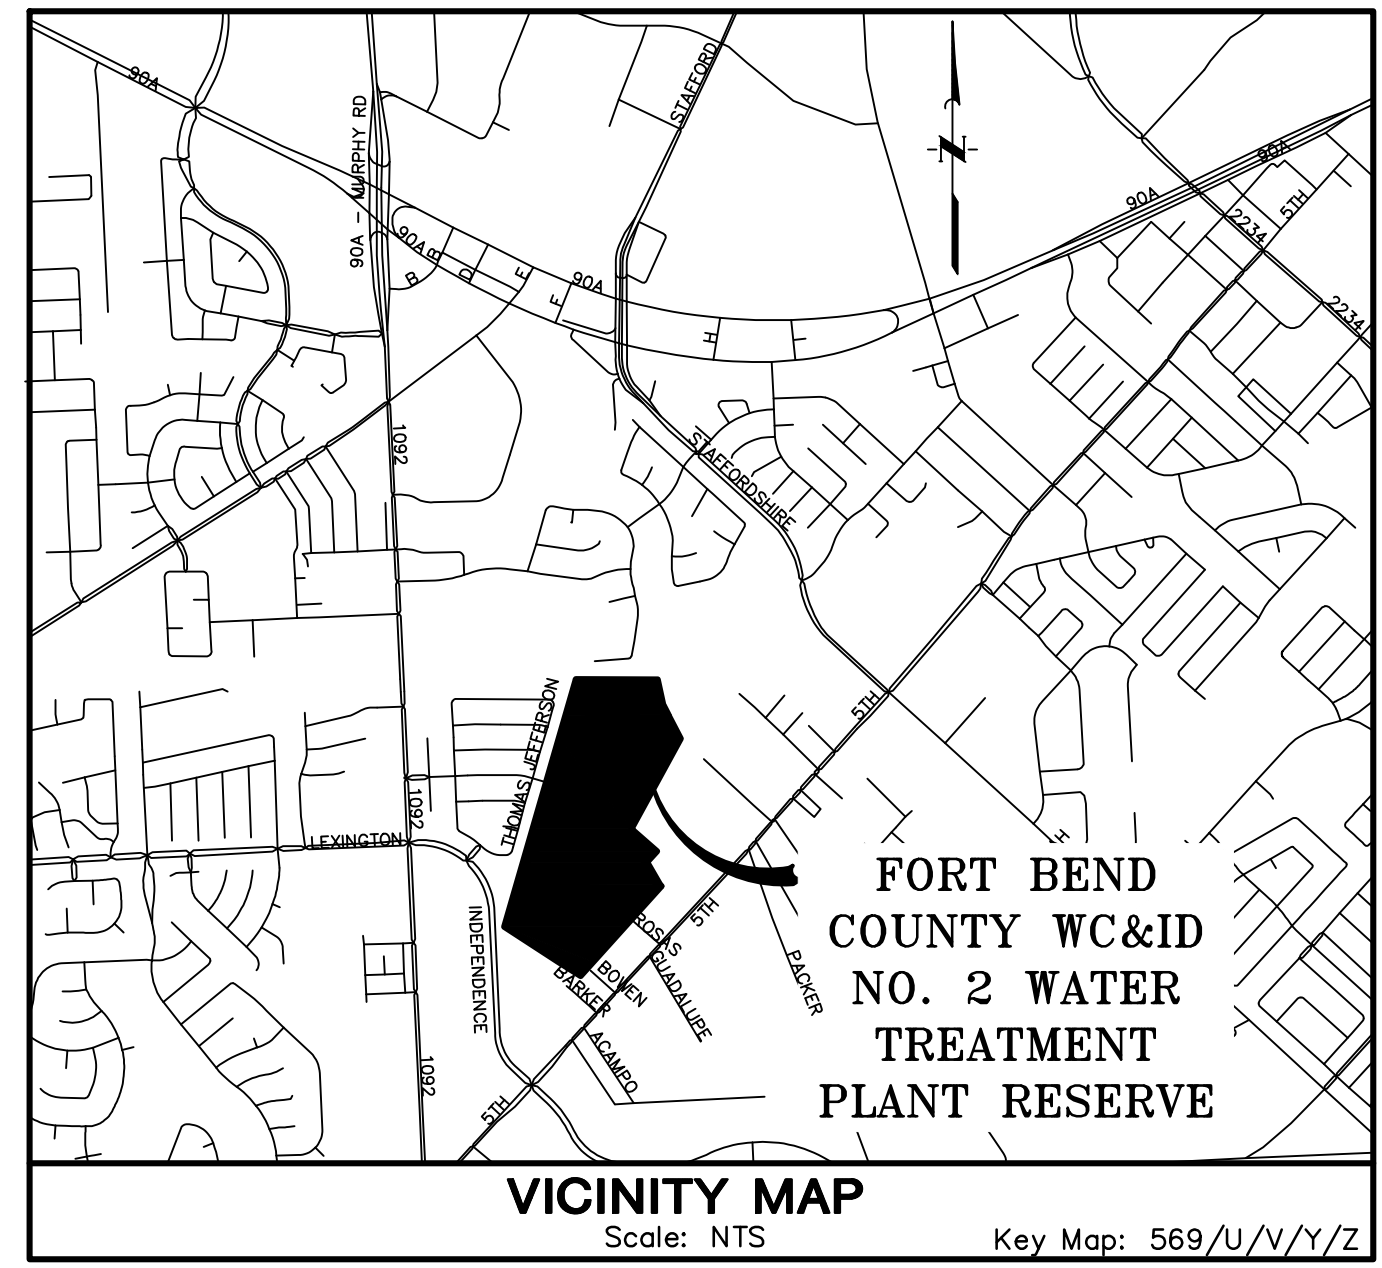 90A
90A - MURPHY RD
STAFFORD
N
90A
90A
5TH
2234
2234
90A
B
B
D
E
F
90A
H
I
1092
STAFFORDSHIRE
5TH
THOMAS JEFFERSON
1092
LEXINGTON
H
INDEPENDENCE
ROSAS
5TH
GUADALUPE
BOWEN
BARKER
PACKER
ACAMPO
1092
5TH
FORT BEND
COUNTY WC&ID
NO. 2 WATER
TREATMENT
PLANT RESERVE
VICINITY MAP
Scale: NTS
Key Map: 569/U/V/Y/Z